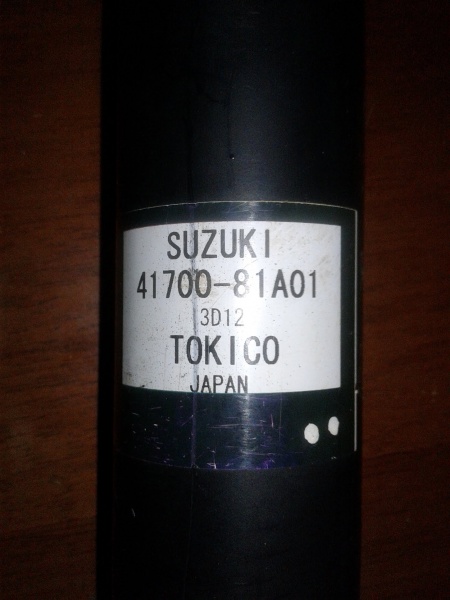 SUZUKI
41700-81A01
3D12
TOKICO
JAPAN